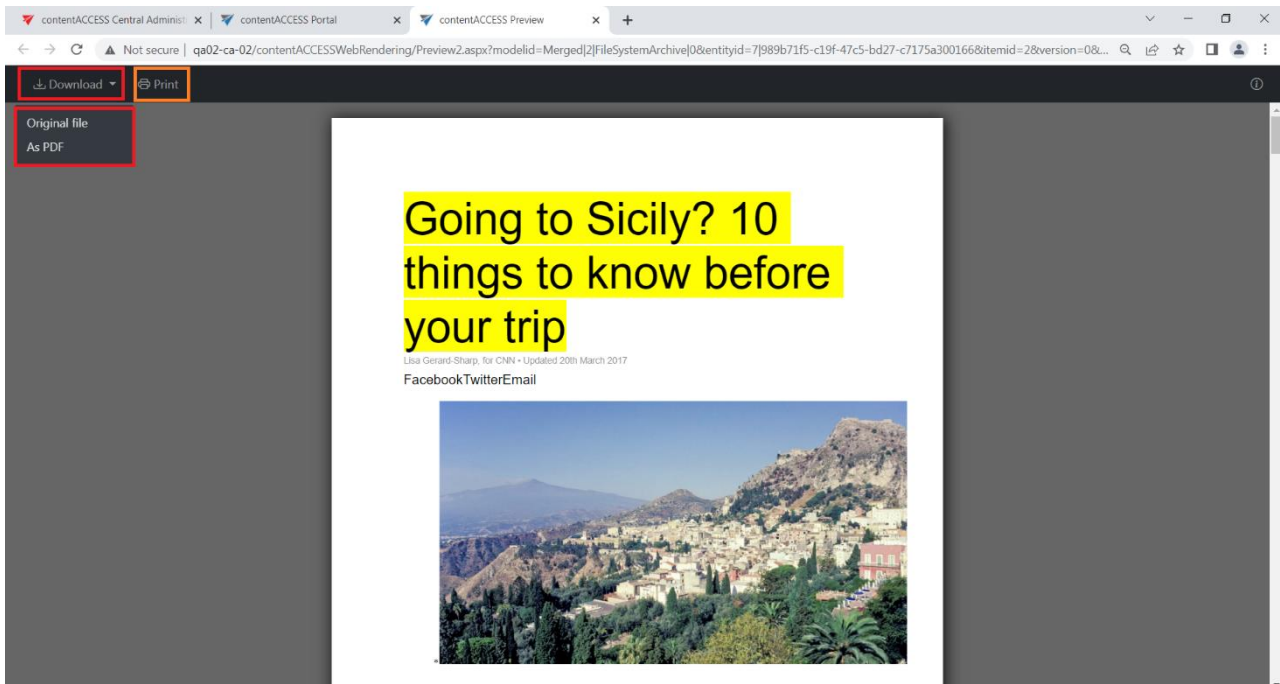 contentACCESS Central Administ
contentACCESS Portal
contentACCESS Preview
Not secure | qa02-ca-02/contentACCESSWebRendering/Preview2.aspx?modelid=Merged|2|FileSystemArchive|0&entityid=7|989b71f5-c19f-47c5-bd27-c7175a300166&itemid=2&version=0&...
Download
Print
Original file
As PDF
Going to Sicily? 10
things to know before
your trip
Lisa Gerard-Sharp, for CNN • Updated 20th March 2017
FacebookTwitterEmail